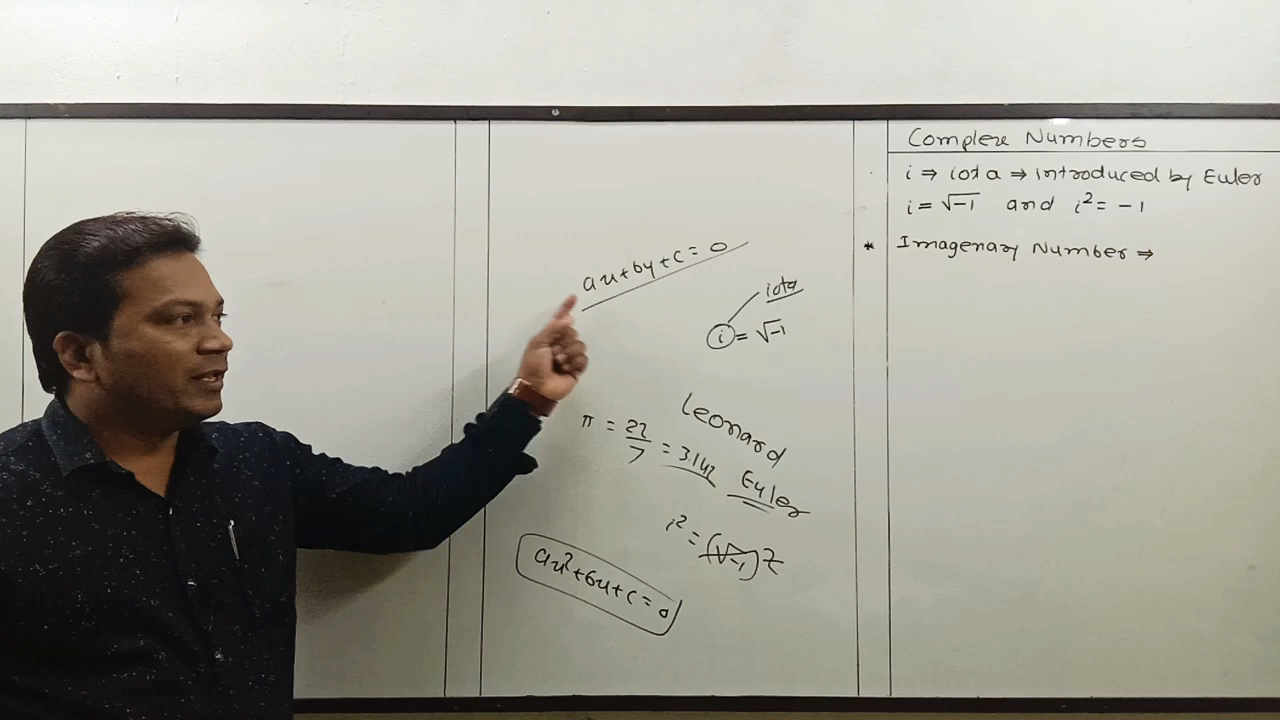 ax+by+c=0
iota
i = √-1
π = 22/7 = 3.142
Leonard
Euler
i² = (√-1)2
ax²+bx+c=0
Complex Numbers
i ⇒ iota ⇒ introduced by Euler
i = √-1 and i² = -1
* Imagenary Number ⇒